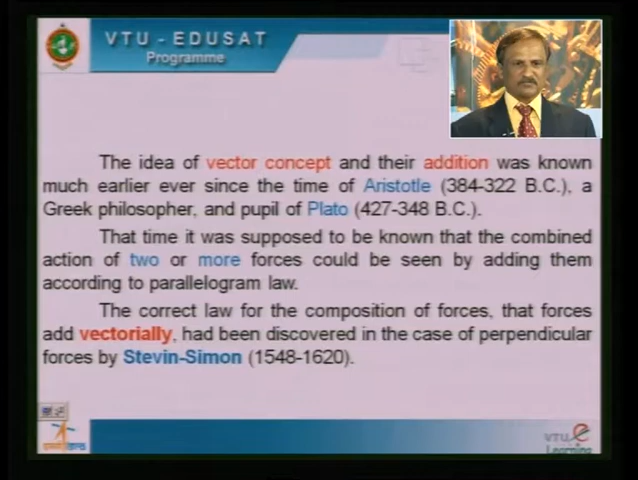 VTU - EDUSAT
Programme
The idea of vector concept and their addition was known
much earlier ever since the time of Aristotle (384-322 B.C.), a
Greek philosopher, and pupil of Plato (427-348 B.C.).
That time it was supposed to be known that the combined
action of two or more forces could be seen by adding them
according to parallelogram law.
The correct law for the composition of forces, that forces
add vectorially, had been discovered in the case of perpendicular
forces by Stevin-Simon (1548-1620).
VTU e
Learning